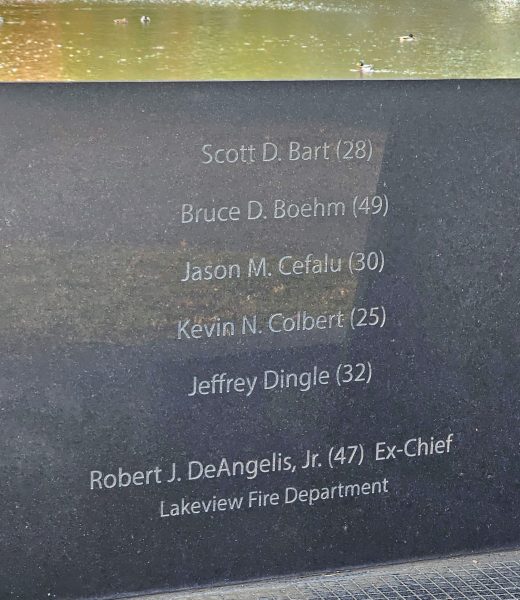 Scott D. Bart (28)
Bruce D. Boehm (49)
Jason M. Cefalu (30)
Kevin N. Colbert (25)
Jeffrey Dingle (32)
Robert J. DeAngelis, Jr. (47) Ex-Chief
Lakeview Fire Department